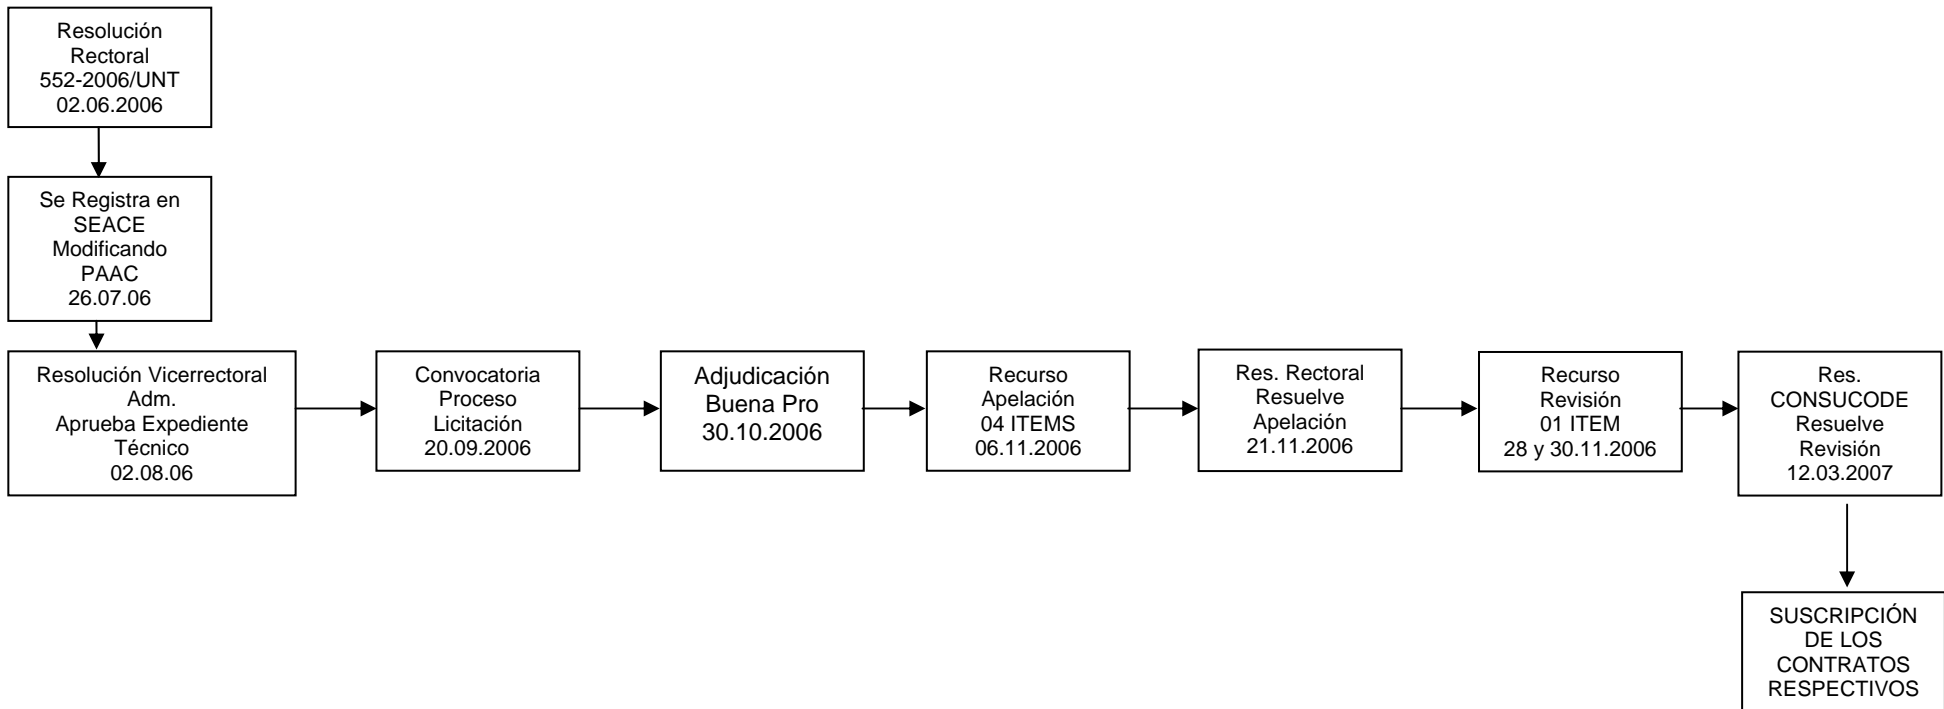 Resolución
Rectoral
552-2006/UNT
02.06.2006
Se Registra en
SEACE
Modificando
PAAC
26.07.06
Resolución Vicerrectoral
Adm.
Aprueba Expediente
Técnico
02.08.06
Convocatoria
Proceso
Licitación
20.09.2006
Adjudicación
Buena Pro
30.10.2006
Recurso
Apelación
04 ITEMS
06.11.2006
Res. Rectoral
Resuelve
Apelación
21.11.2006
Recurso
Revisión
01 ITEM
28 y 30.11.2006
Res.
CONSUCODE
Resuelve
Revisión
12.03.2007
SUSCRIPCIÓN
DE LOS
CONTRATOS
RESPECTIVOS